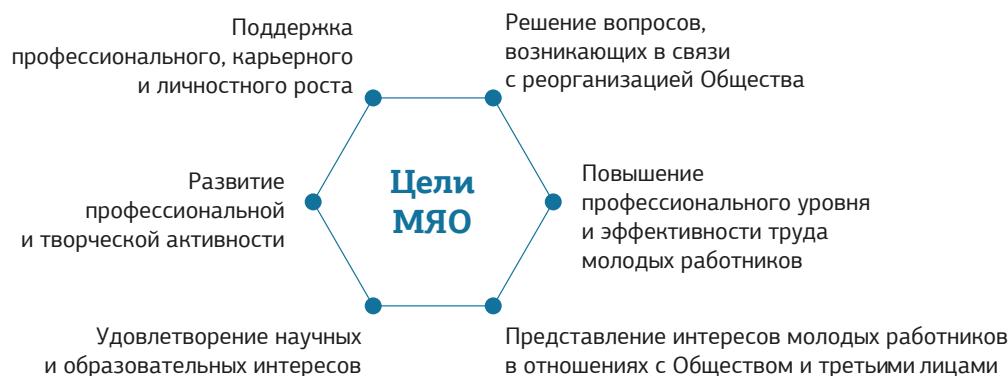 Поддержка
профессионального, карьерного
и личностного роста
Решение вопросов,
возникающих в связи
с реорганизацией Общества
Развитие
профессиональной
и творческой активности
Цели
МЯО
Повышение
профессионального уровня
и эффективности труда
молодых работников
Удовлетворение научных
и образовательных интересов
Представление интересов молодых работников
в отношениях с Обществом и третьими лицами